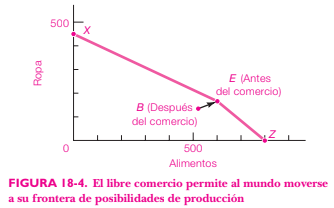 500
X
Ropa
E (Antes
del comercio)
B (Después
del comercio)
Z
0
500
Alimentos
FIGURA 18-4. El libre comercio permite al mundo moverse
a su frontera de posibilidades de producción